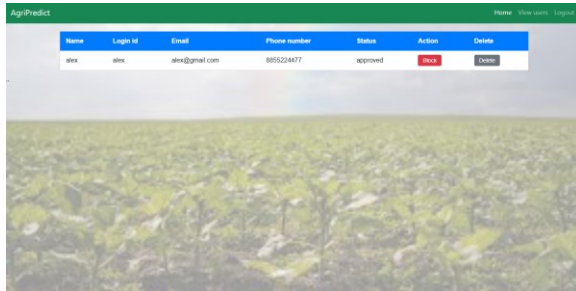 AgriPredict Home View user Logout
Name Login id Email Phone number Status Action Delete
alex alex alex@gmail.com 8855224477 approved Block Delete